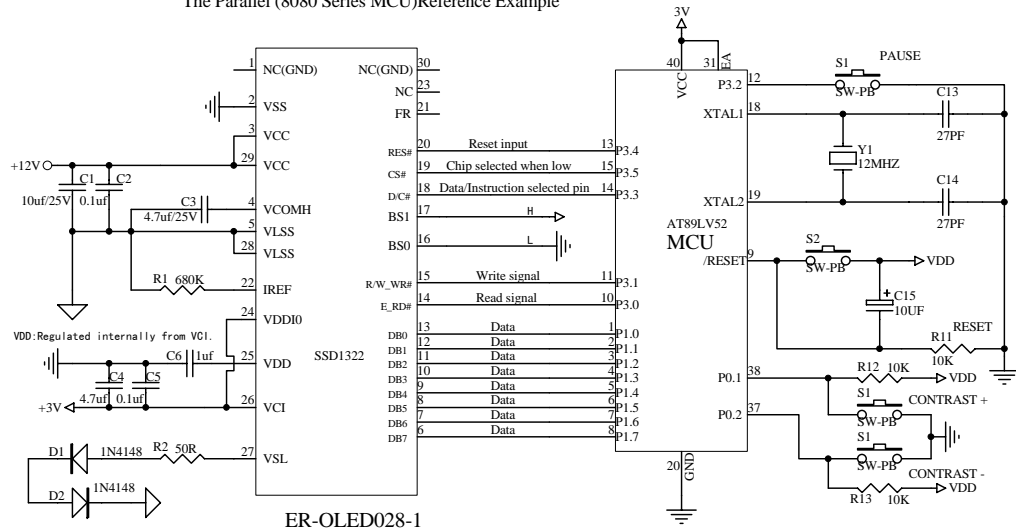 The Parallel (8080 Series MCU)Reference Example
1
NC(GND)
NC(GND)
30
NC
23
2
VSS
FR
21
3
VCC
+12V
29
VCC
RES#
20
Reset input
13
P3.4
C1
C2
10uf/25V
0.1uf
CS#
19
Chip selected when low
15
P3.5
C3
4.7uf/25V
4
VCOMH
D/C#
18
Data/Instruction selected pin
14
P3.3
5
VLSS
BS1
17
H
28
VLSS
BS0
16
L
R1
680K
22
IREF
R/W_WR#
15
Write signal
11
P3.1
E_RD#
14
Read signal
10
P3.0
24
VDDI0
VDD:Regulated internally from VCI.
C6
1uf
25
VDD
SSD1322
C4
C5
4.7uf
0.1uf
+3V
26
VCI
DB0
13
Data
1
P1.0
DB1
12
Data
2
P1.1
DB2
11
Data
3
P1.2
DB3
10
Data
4
P1.3
DB4
9
Data
5
P1.4
DB5
8
Data
6
P1.5
DB6
7
Data
7
P1.6
DB7
6
Data
8
P1.7
D1
1N4148
R2
50R
27
VSL
D2
1N4148
ER-OLED028-1
3V
40
VCC
31
EA
P3.2
12
S1
SW-PB
PAUSE
XTAL1
18
C13
27PF
Y1
12MHZ
XTAL2
19
C14
27PF
AT89LV52
MCU
/RESET
9
S2
SW-PB
VDD
C15
10UF
+
R11
10K
RESET
P0.1
38
R12
10K
VDD
S1
SW-PB
CONTRAST +
P0.2
37
S1
SW-PB
CONTRAST -
R13
10K
VDD
20
GND